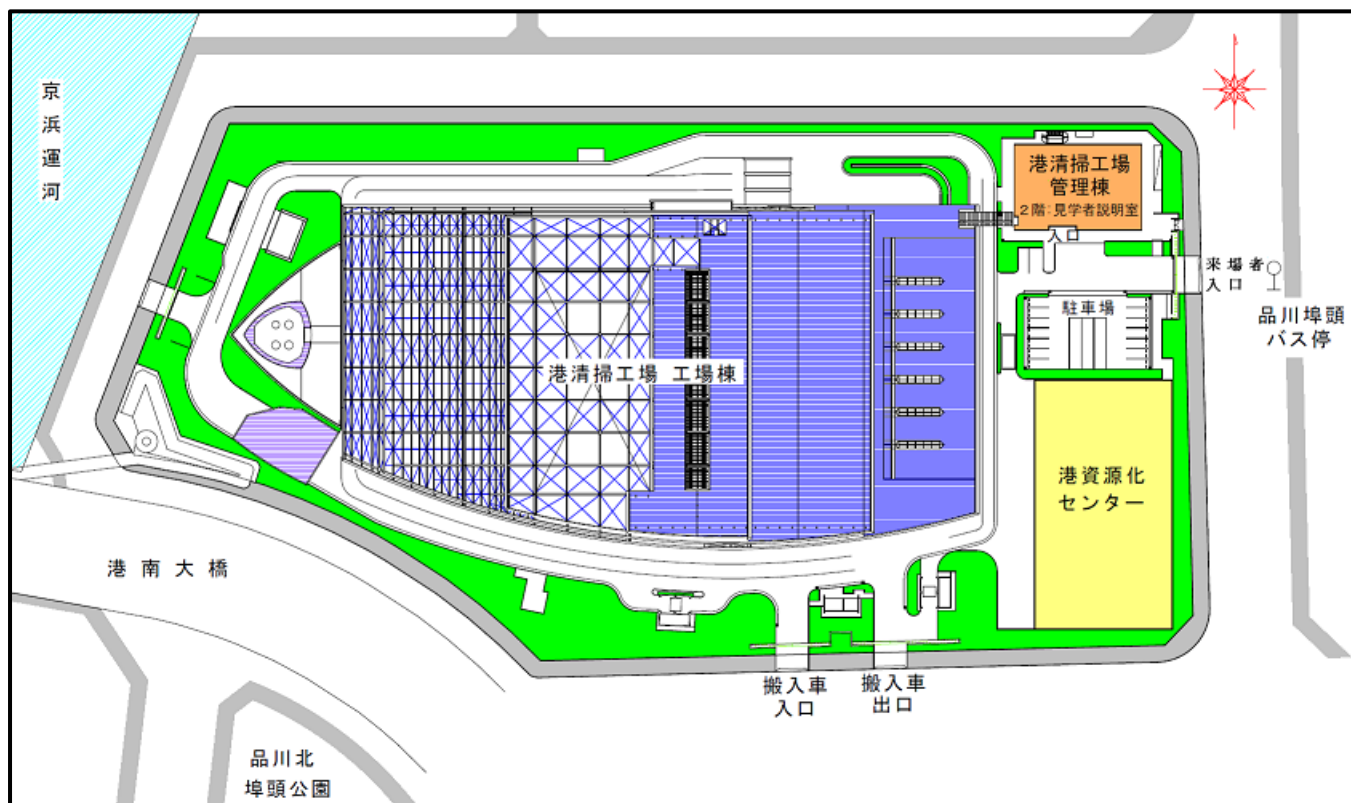 京浜運河
港清掃工場
管理棟
2階:見学者説明室
入口
来場者
入口
品川埠頭
バス停
駐車場
港清掃工場 工場棟
港資源化
センター
港南大橋
搬入車
入口
搬入車
出口
品川北
埠頭公園